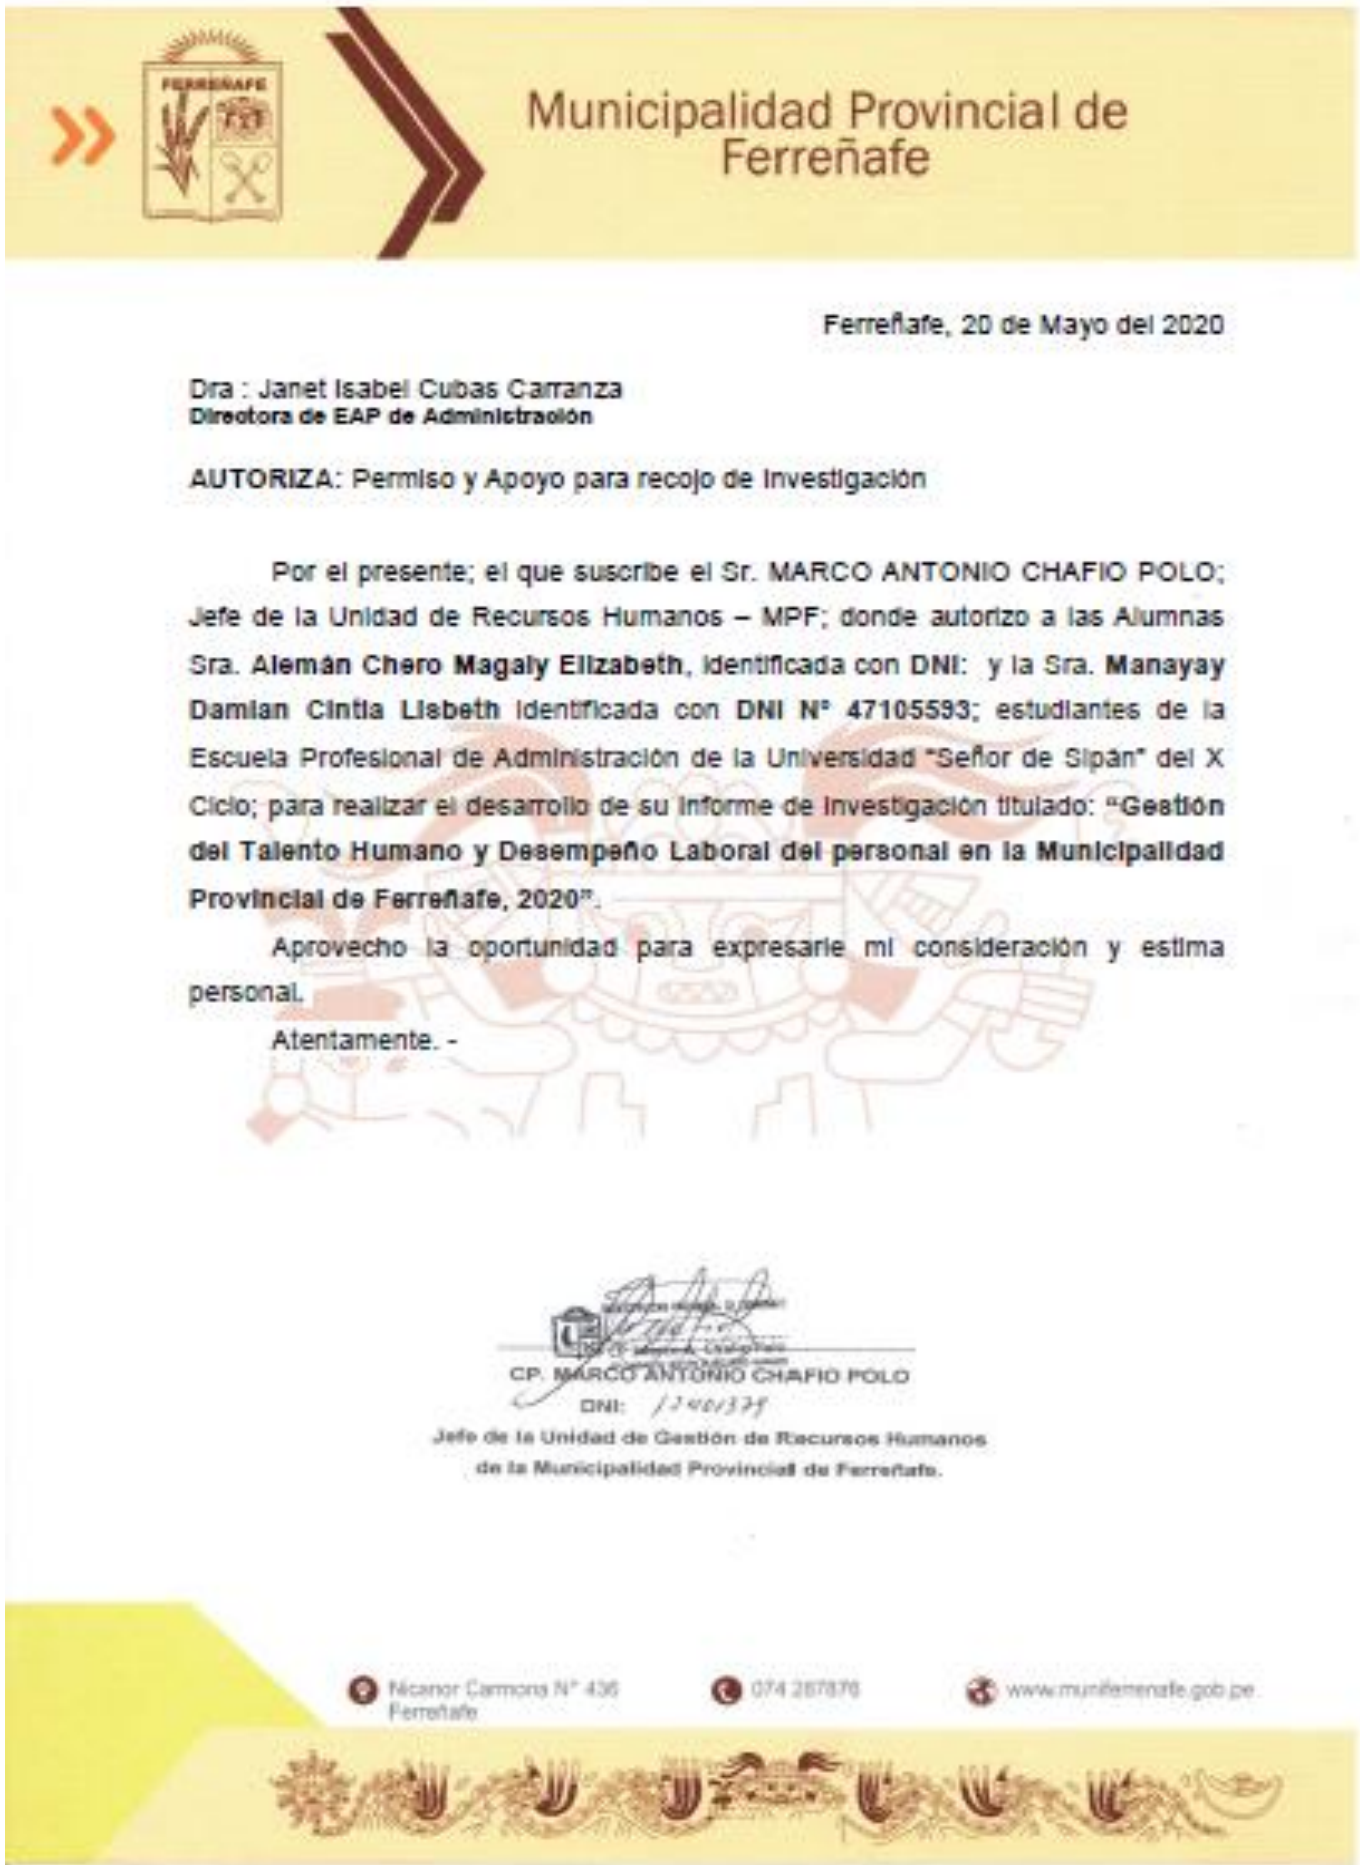 FERREÑAFE
Municipalidad Provincial de
Ferreñafe
Ferreñafe, 20 de Mayo del 2020
Dra : Janet Isabel Cubas Carranza
Directora de EAP de Administración
AUTORIZA: Permiso y Apoyo para recojo de Investigación
Por el presente; el que suscribe el Sr. MARCO ANTONIO CHAFIO POLO;
Jefe de la Unidad de Recursos Humanos – MPF; donde autorizo a las Alumnas
Sra. Alemán Chero Magaly Elizabeth, identificada con DNI: y la Sra. Manayay
Damian Cintia Lisbeth identificada con DNI Nº 47105593; estudiantes de la
Escuela Profesional de Administración de la Universidad “Señor de Sipán” del X
Ciclo; para realizar el desarrollo de su informe de investigación titulado: “Gestión
del Talento Humano y Desempeño Laboral del personal en la Municipalidad
Provincial de Ferreñafe, 2020”.
Aprovecho la oportunidad para expresarle mi consideración y estima
personal.
Atentamente. -
CP. MARCO ANTONIO CHAFIO POLO
DNI:
Jefe de la Unidad de Gestión de Recursos Humanos
de la Municipalidad Provincial de Ferreñafe.
Nicanor Carmona N° 436
Ferreñafe
074 287876
www.muniferrenafe.gob.pe